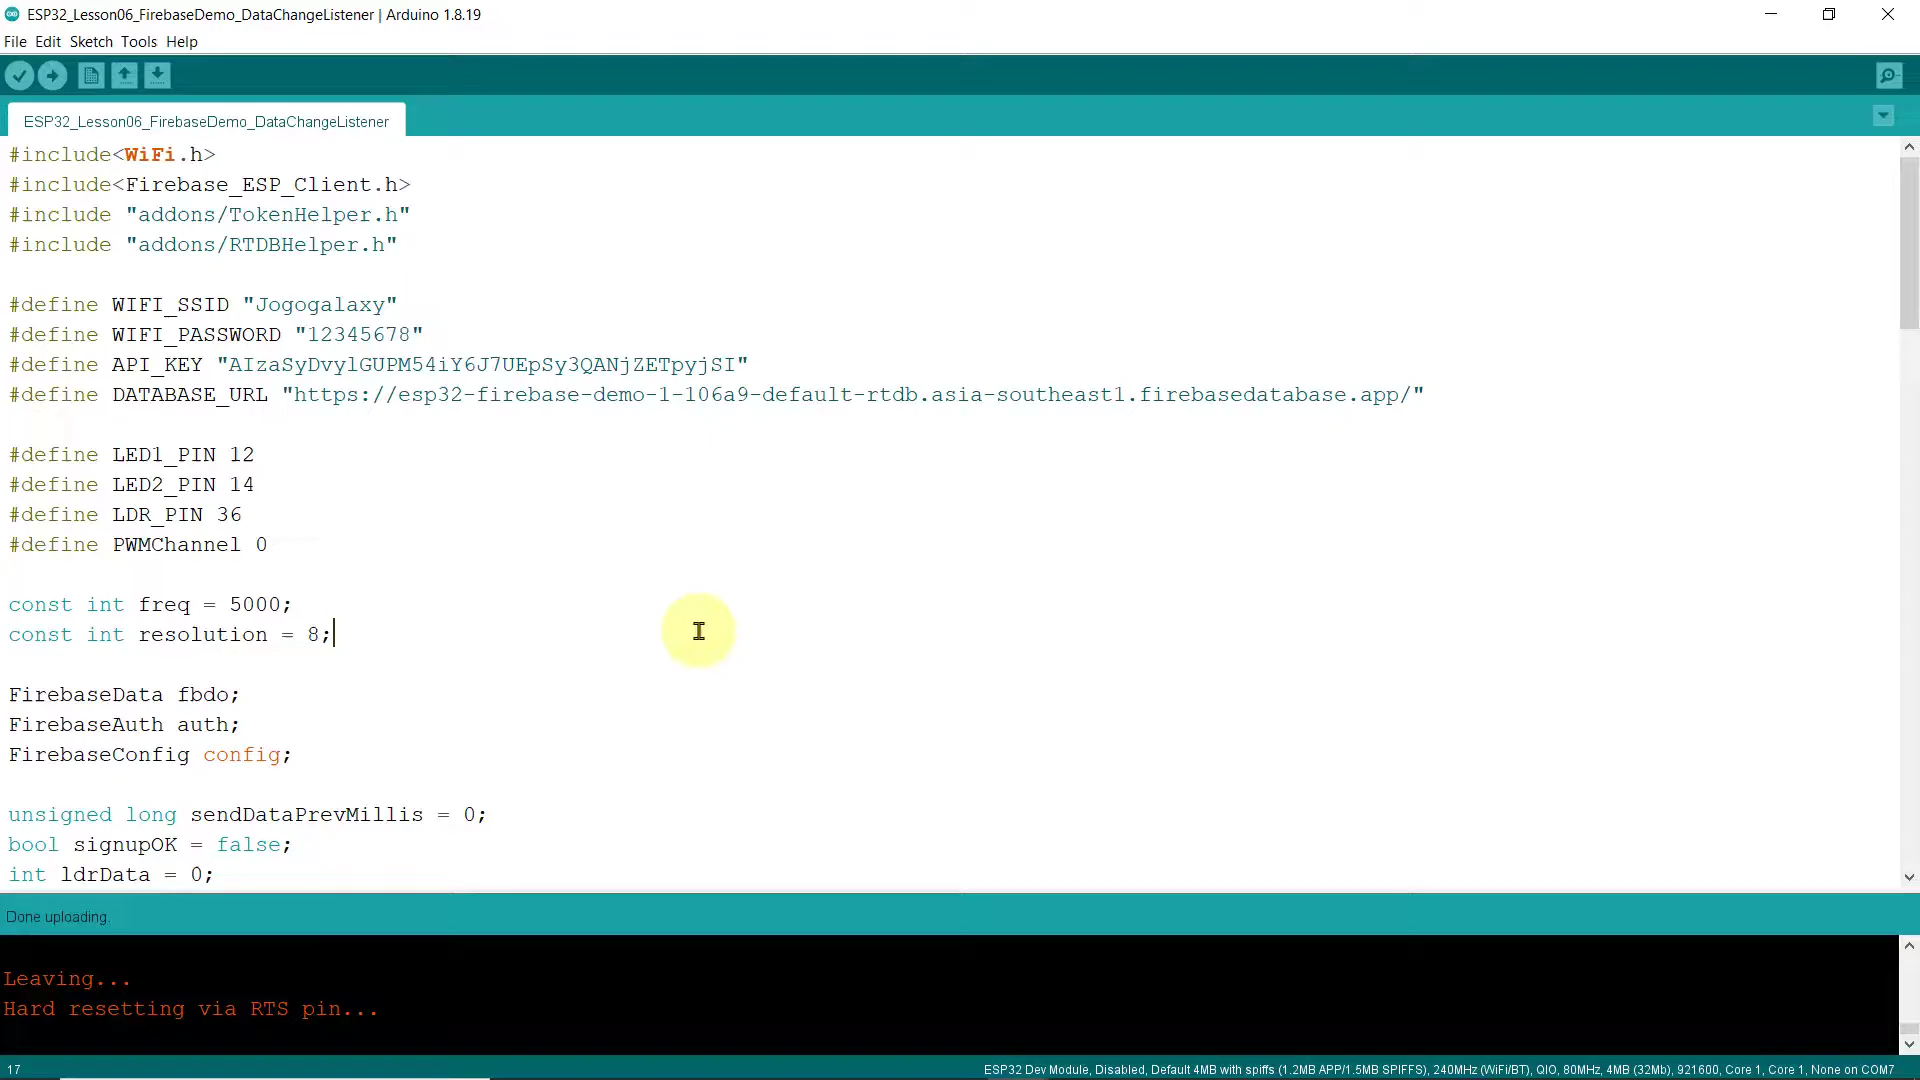 ESP32_Lesson06_FirebaseDemo_DataChangeListener | Arduino 1.8.19
File Edit Sketch Tools Help
ESP32_Lesson06_FirebaseDemo_DataChangeListener
#include<WiFi.h>
#include<Firebase_ESP_Client.h>
#include "addons/TokenHelper.h"
#include "addons/RTDBHelper.h"
#define WIFI_SSID "Jogogalaxy"
#define WIFI_PASSWORD "12345678"
#define API_KEY "AIzaSyDvylGUPM54iY6J7UEpSy3QANjZETpyjSI"
#define DATABASE_URL "https://esp32-firebase-demo-1-106a9-default-rtdb.asia-southeast1.firebasedatabase.app/"
#define LED1_PIN 12
#define LED2_PIN 14
#define LDR_PIN 36
#define PWMChannel 0
const int freq = 5000;
const int resolution = 8;
FirebaseData fbdo;
FirebaseAuth auth;
FirebaseConfig config;
unsigned long sendDataPrevMillis = 0;
bool signupOK = false;
int ldrData = 0;
Done uploading.
Leaving...
Hard resetting via RTS pin...
17 ESP32 Dev Module, Disabled, Default 4MB with spiffs (1.2MB APP/1.5MB SPIFFS), 240MHz (WiFi/BT), QIO, 80MHz, 4MB (32Mb), 921600, Core 1, Core 1, None on COM7